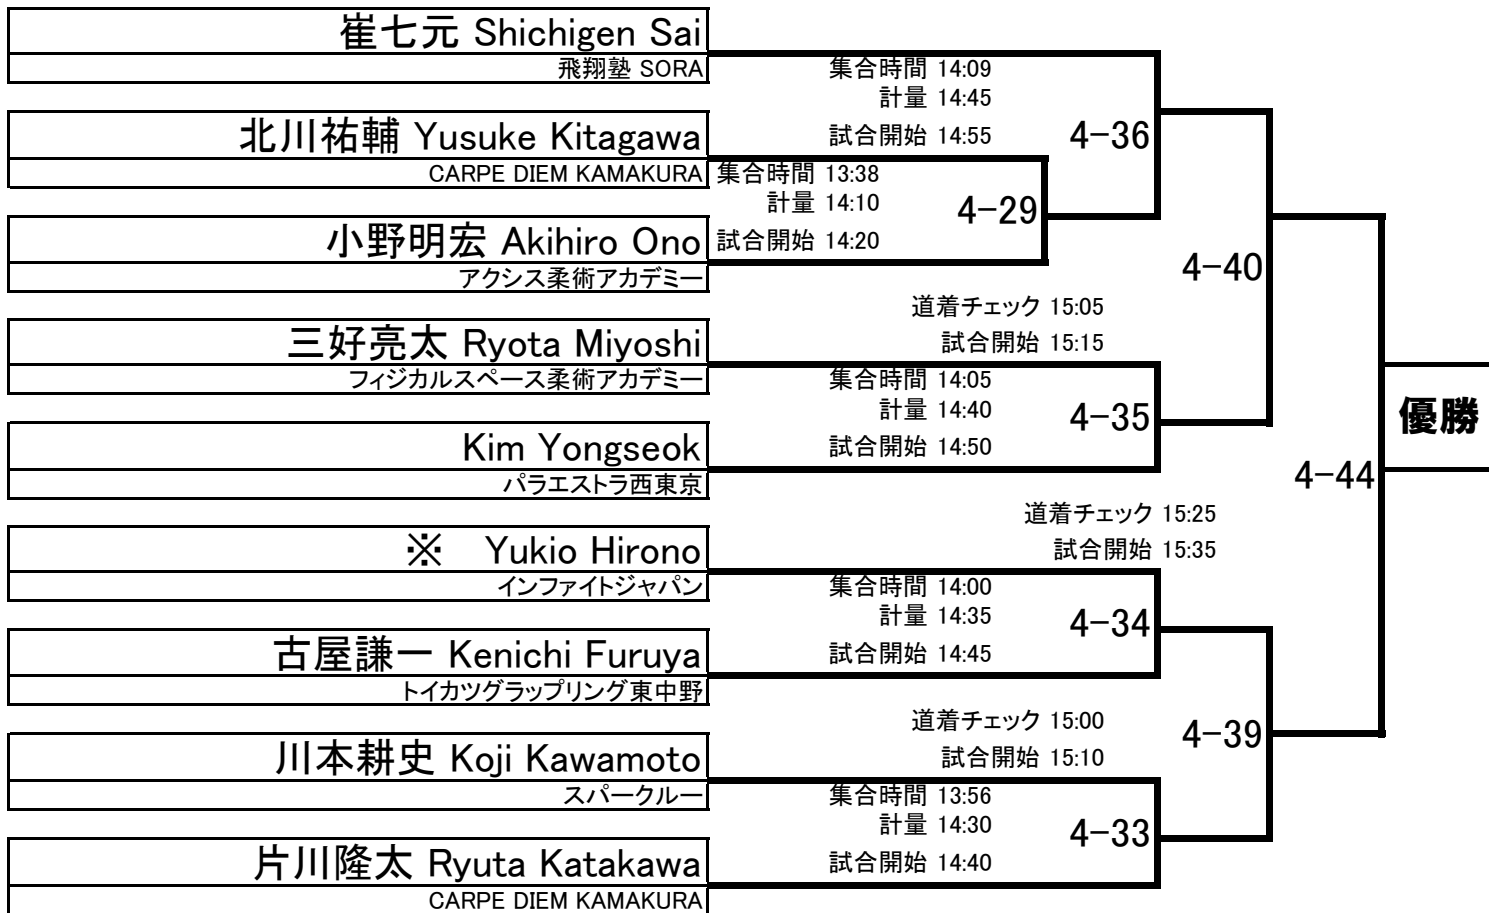 崔七元 Shichigen Sai
飛翔塾 SORA
集合時間 14:09
計量 14:45
試合開始 14:55
4-36
北川祐輔 Yusuke Kitagawa
CARPE DIEM KAMAKURA
集合時間 13:38
計量 14:10
試合開始 14:20
4-29
小野明宏 Akihiro Ono
アクシス柔術アカデミー
4-40
道着チェック 15:05
試合開始 15:15
三好亮太 Ryota Miyoshi
フィジカルスペース柔術アカデミー
集合時間 14:05
計量 14:40
試合開始 14:50
4-35
優勝
Kim Yongseok
パラエストラ西東京
4-44
道着チェック 15:25
試合開始 15:35
※ Yukio Hirono
インファイトジャパン
集合時間 14:00
計量 14:35
試合開始 14:45
4-34
古屋謙一 Kenichi Furuya
トイカツグラップリング東中野
道着チェック 15:00
試合開始 15:10
4-39
川本耕史 Koji Kawamoto
スパークルー
集合時間 13:56
計量 14:30
試合開始 14:40
4-33
片川隆太 Ryuta Katakawa
CARPE DIEM KAMAKURA